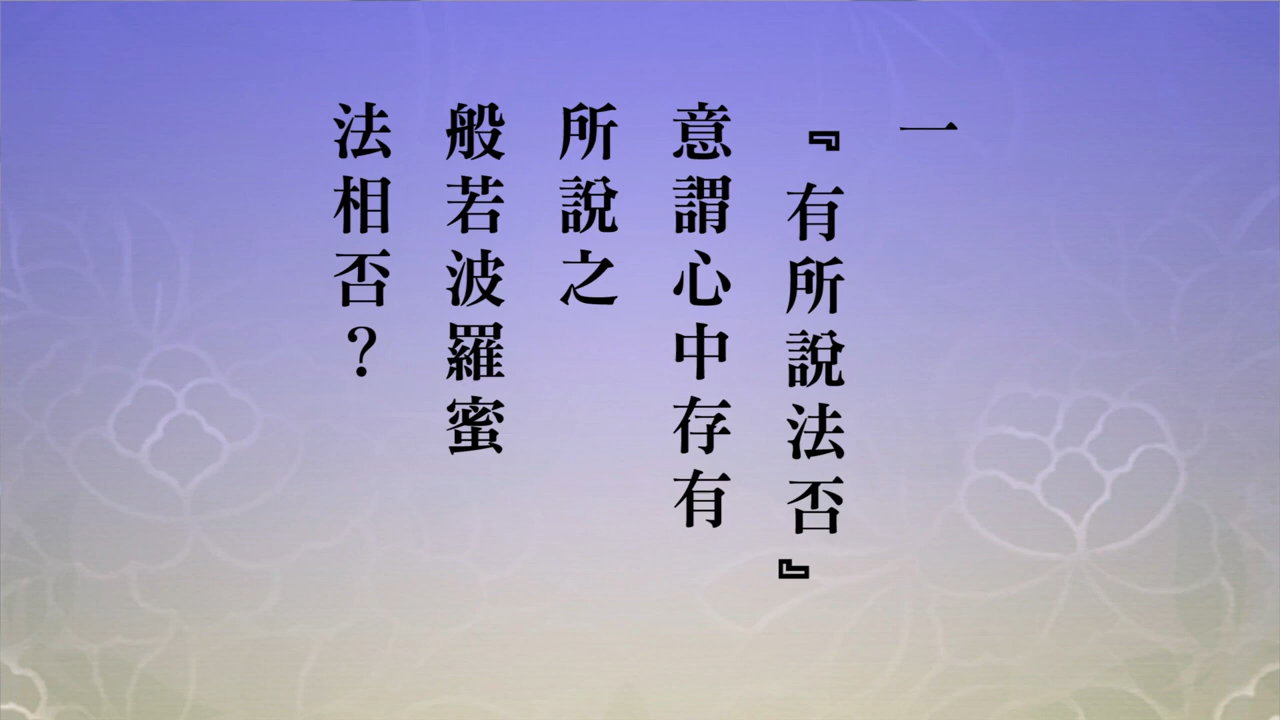 一
『有所說法否』
意謂心中存有
所說之
般若波羅蜜
法相否？